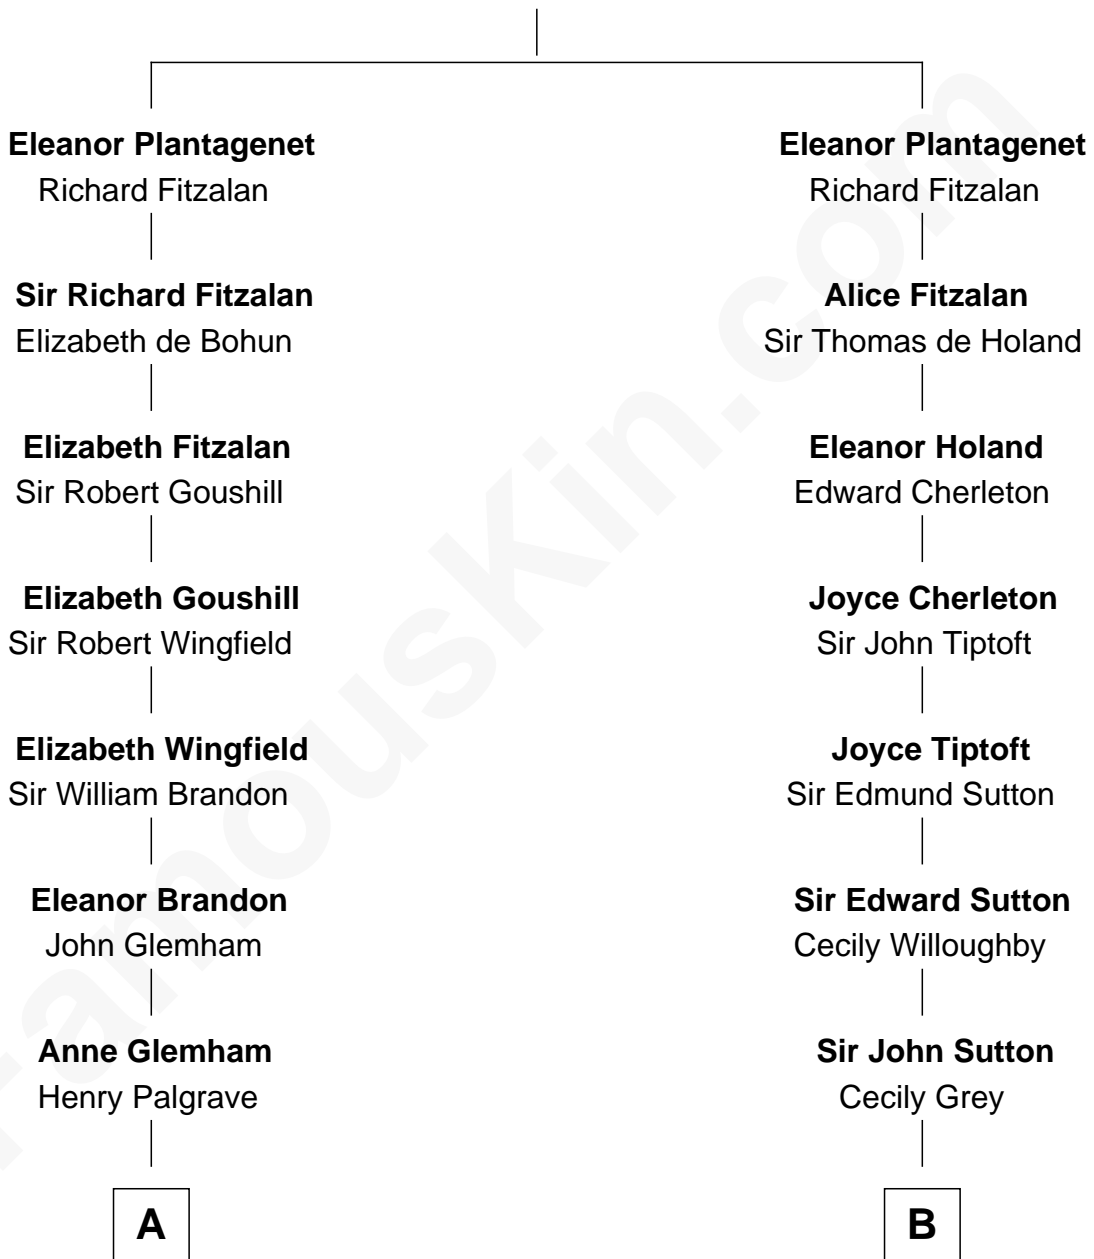 Eleanor Plantagenet
Richard Fitzalan
Sir Richard Fitzalan
Elizabeth de Bohun
Elizabeth Fitzalan
Sir Robert Goushill
Elizabeth Goushill
Sir Robert Wingfield
Elizabeth Wingfield
Sir William Brandon
Eleanor Brandon
John Glemham
Anne Glemham
Henry Palgrave
A
Eleanor Plantagenet
Richard Fitzalan
Alice Fitzalan
Sir Thomas de Holand
Eleanor Holand
Edward Cherleton
Joyce Cherleton
Sir John Tiptoft
Joyce Tiptoft
Sir Edmund Sutton
Sir Edward Sutton
Cecily Willoughby
Sir John Sutton
Cecily Grey
B
FamousKin.com